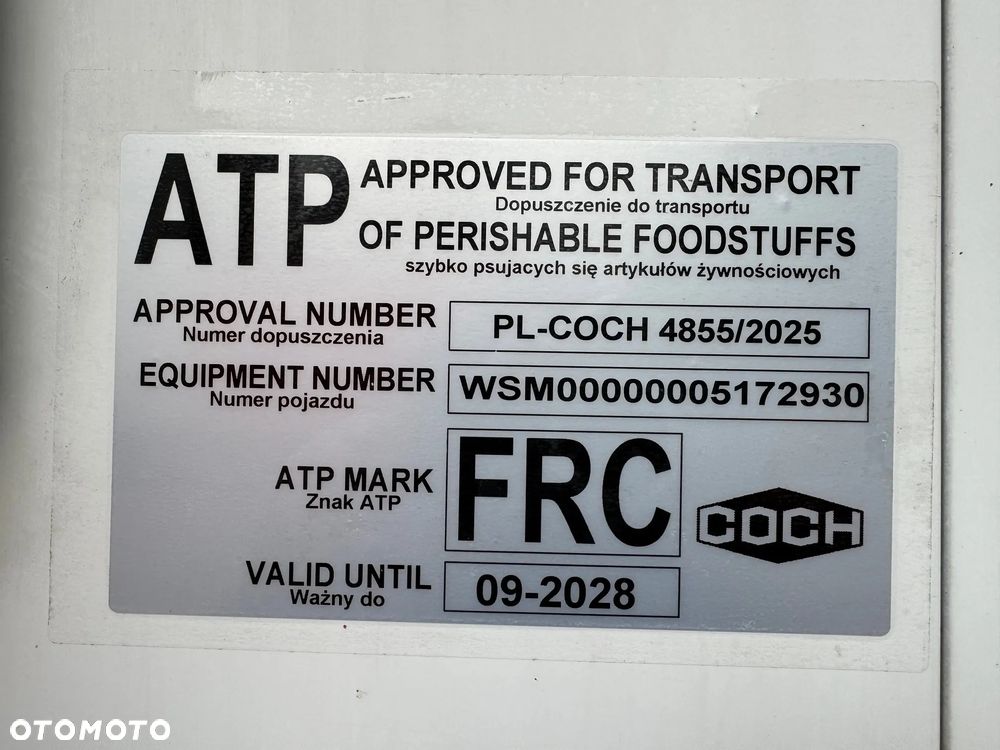 ATP
APPROVED FOR TRANSPORT
Dopuszczenie do transportu
OF PERISHABLE FOODSTUFFS
szybko psujacych się artykułów żywnościowych
APPROVAL NUMBER
Numer dopuszczenia
PL-COCH 4855/2025
EQUIPMENT NUMBER
Numer pojazdu
WSM00000005172930
ATP MARK
Znak ATP
FRC
COCH
VALID UNTIL
Ważny do
09-2028
OTOMOTO